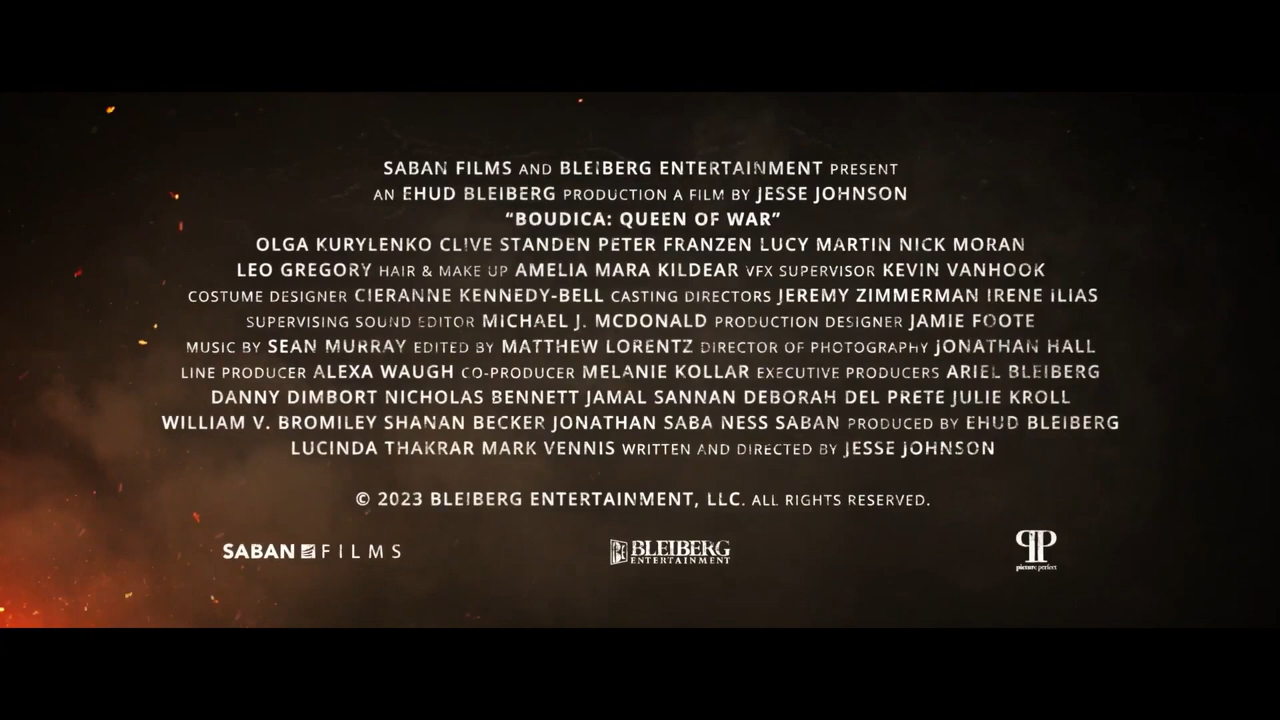 SABAN FILMS AND BLEIBERG ENTERTAINMENT PRESENT
AN EHUD BLEIBERG PRODUCTION A FILM BY JESSE JOHNSON
“BOUDICA: QUEEN OF WAR”
OLGA KURYLENKO CLIVE STANDEN PETER FRANZEN LUCY MARTIN NICK MORAN
LEO GREGORY HAIR & MAKE UP AMELIA MARA KILDEAR VFX SUPERVISOR KEVIN VANHOOK
COSTUME DESIGNER CIERANNE KENNEDY-BELL CASTING DIRECTORS JEREMY ZIMMERMAN IRENE ILIAS
SUPERVISING SOUND EDITOR MICHAEL J. MCDONALD PRODUCTION DESIGNER JAMIE FOOTE
MUSIC BY SEAN MURRAY EDITED BY MATTHEW LORENTZ DIRECTOR OF PHOTOGRAPHY JONATHAN HALL
LINE PRODUCER ALEXA WAUGH CO-PRODUCER MELANIE KOLLAR EXECUTIVE PRODUCERS ARIEL BLEIBERG
DANNY DIMBORT NICHOLAS BENNETT JAMAL SANNAN DEBORAH DEL PRETE JULIE KROLL
WILLIAM V. BROMILEY SHANAN BECKER JONATHAN SABA NESS SABAN PRODUCED BY EHUD BLEIBERG
LUCINDA THAKRAR MARK VENNIS WRITTEN AND DIRECTED BY JESSE JOHNSON
© 2023 BLEIBERG ENTERTAINMENT, LLC. ALL RIGHTS RESERVED.
SABAN FILMS
BLEIBERG
ENTERTAINMENT
PP
picture perfect